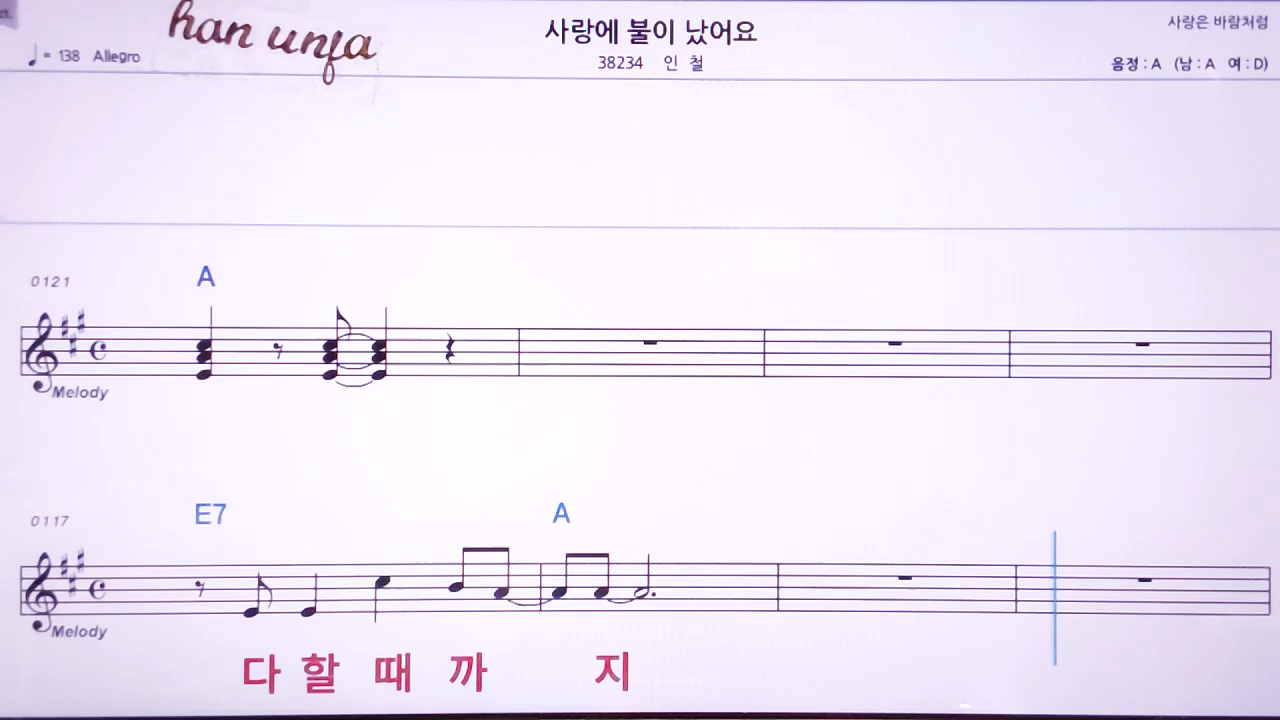 han unfa
사랑에 불이 났어요
사랑은 바람처럼
♩= 138 Allegro
38234 인 철
음정 : A (남 : A 여 : D)
0121
A
Melody
0117
E7 A
Melody
다 할 때 까 지